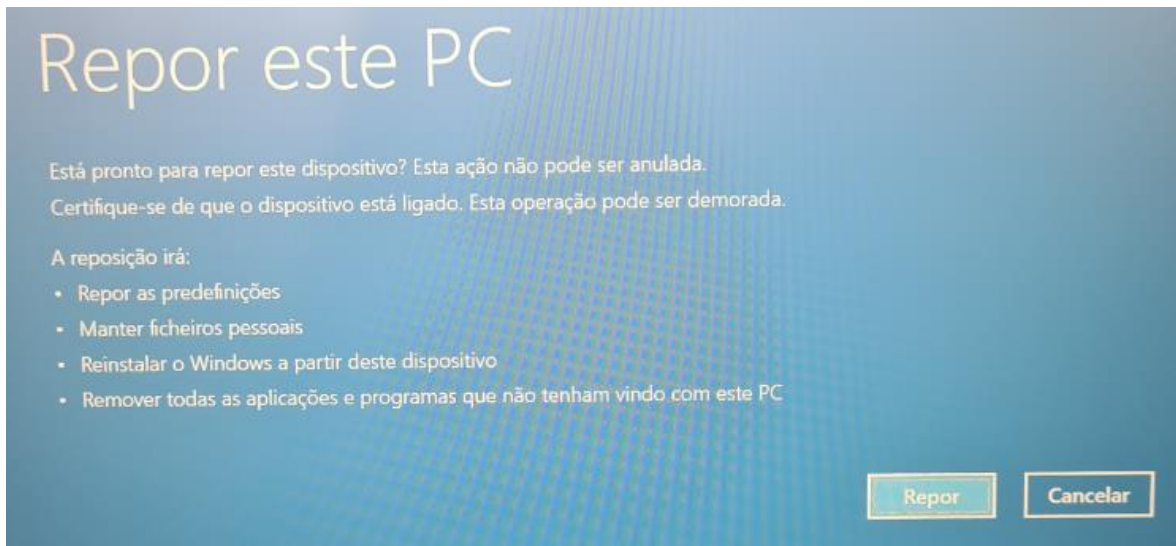 Repor este PC
Está pronto para repor este dispositivo? Esta ação não pode ser anulada.
Certifique-se de que o dispositivo está ligado. Esta operação pode ser demorada.
A reposição irá:
• Repor as predefinições
• Manter ficheiros pessoais
• Reinstalar o Windows a partir deste dispositivo
• Remover todas as aplicações e programas que não tenham vindo com este PC
Repor
Cancelar